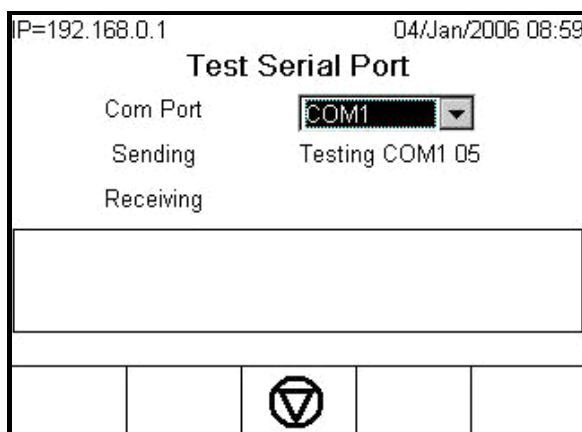 IP=192.168.0.1 04/Jan/2006 08:59
Test Serial Port
Com Port COM1
Sending Testing COM1 05
Receiving